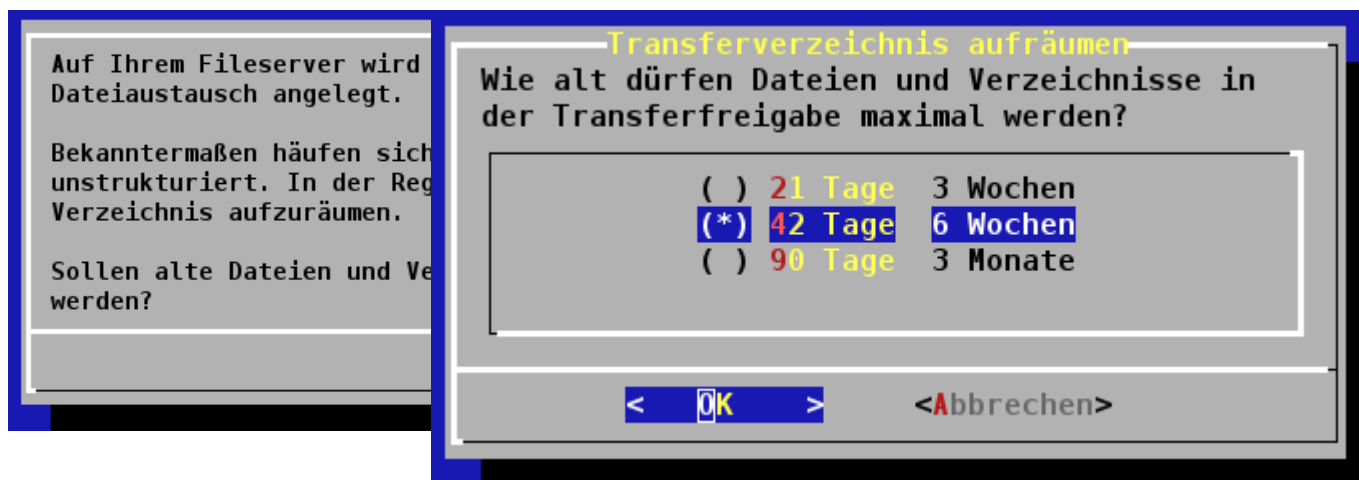 Auf Ihrem Fileserver wird
Dateiaustausch angelegt.
Bekanntermaßen häufen sich
unstrukturiert. In der Reg
Verzeichnis aufzuräumen.
Sollen alte Dateien und Ve
werden?
Transferverzeichnis aufräumen
Wie alt dürfen Dateien und Verzeichnisse in
der Transferfreigabe maximal werden?
( ) 21 Tage 3 Wochen
(*) 42 Tage 6 Wochen
( ) 90 Tage 3 Monate
< OK > <Abbrechen>